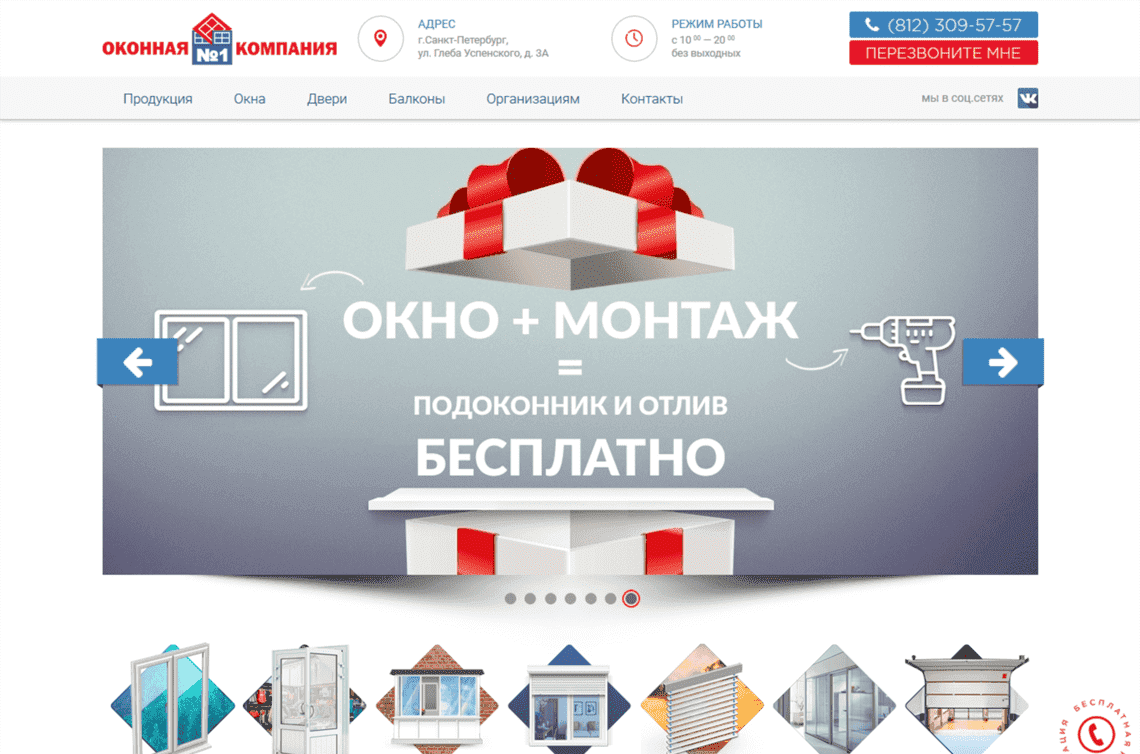 ОКОННАЯ №1 КОМПАНИЯ
АДРЕС
г.Санкт-Петербург,
ул. Глеба Успенского, д. 3А
РЕЖИМ РАБОТЫ
с 10 00 — 20 00
без выходных
(812) 309-57-57
ПЕРЕЗВОНИТЕ МНЕ
Продукция Окна Двери Балконы Организациям Контакты
мы в соц.сетях
ОКНО + МОНТАЖ
=
ПОДОКОННИК И ОТЛИВ
БЕСПЛАТНО
БЕСПЛАТНАЯ